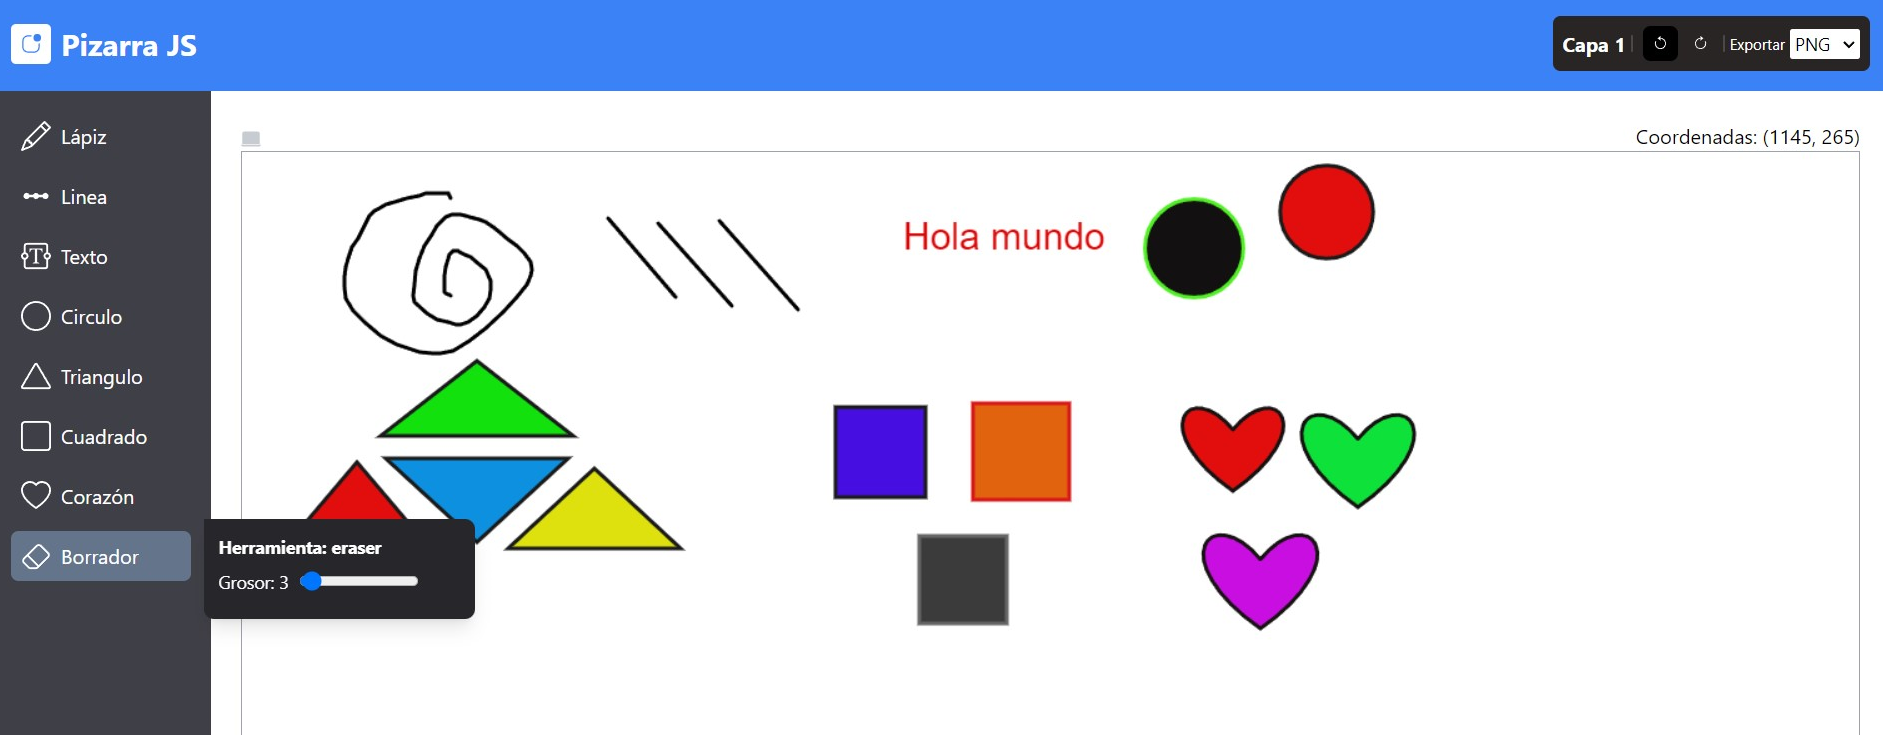 Pizarra JS
Capa 1
Exportar PNG
Coordenadas: (1145, 265)
Lápiz
Linea
Texto
Circulo
Triangulo
Cuadrado
Corazón
Borrador
Hola mundo
Herramienta: eraser
Grosor: 3